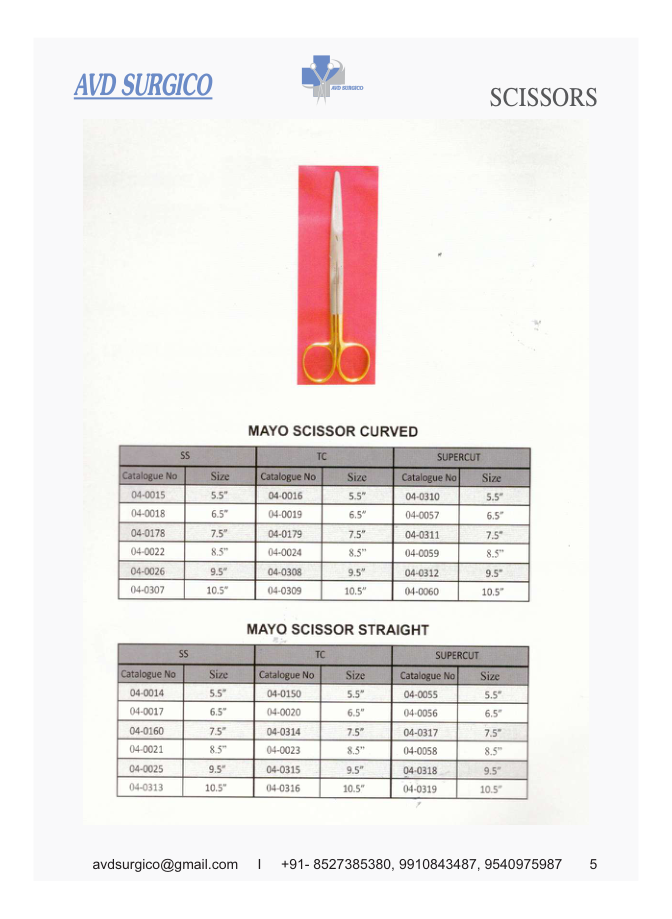 AVD SURGICO
AVD SURGICO
SCISSORS
MAYO SCISSOR CURVED
SS TC SUPERCUT
Catalogue No Size Catalogue No Size Catalogue No Size
04-0015 5.5" 04-0016 5.5" 04-0310 5.5"
04-0018 6.5" 04-0019 6.5" 04-0057 6.5"
04-0178 7.5" 04-0179 7.5" 04-0311 7.5"
04-0022 8.5" 04-0024 8.5" 04-0059 8.5"
04-0026 9.5" 04-0308 9.5" 04-0312 9.5"
04-0307 10.5" 04-0309 10.5" 04-0060 10.5"
MAYO SCISSOR STRAIGHT
SS TC SUPERCUT
Catalogue No Size Catalogue No Size Catalogue No Size
04-0014 5.5" 04-0150 5.5" 04-0055 5.5"
04-0017 6.5" 04-0020 6.5" 04-0056 6.5"
04-0160 7.5" 04-0314 7.5" 04-0317 7.5"
04-0021 8.5" 04-0023 8.5" 04-0058 8.5"
04-0025 9.5" 04-0315 9.5" 04-0318 9.5"
04-0313 10.5" 04-0316 10.5" 04-0319 10.5"
avdsurgico@gmail.com I +91- 8527385380, 9910843487, 9540975987 5